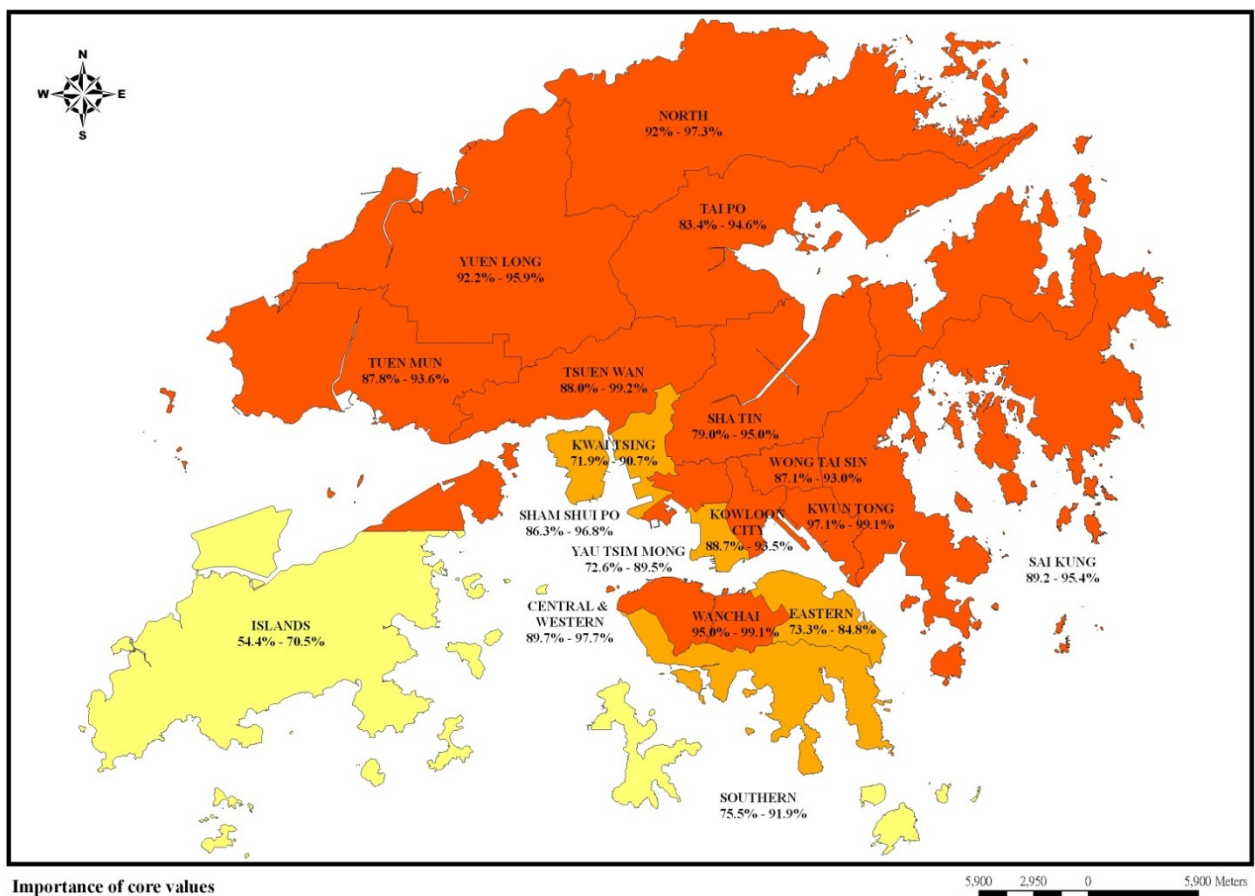 N
W E
S
NORTH
92% - 97.3%
TAI PO
83.4% - 94.6%
YUEN LONG
92.2% - 95.9%
TUEN MUN
87.8% - 93.6%
TSUEN WAN
88.0% - 99.2%
SHA TIN
79.0% - 95.0%
KWAI TSING
71.9% - 90.7%
WONG TAI SIN
87.1% - 93.0%
SHAM SHUI PO
86.3% - 96.8%
KOWLOON
CITY
88.7% - 93.5%
KWUN TONG
97.1% - 99.1%
YAU TSIM MONG
72.6% - 89.5%
SAI KUNG
89.2 - 95.4%
CENTRAL &
WESTERN
89.7% - 97.7%
WANCHAI
95.0% - 99.1%
EASTERN
73.3% - 84.8%
ISLANDS
54.4% - 70.5%
SOUTHERN
75.5% - 91.9%
Importance of core values
5,900 2,950 0 5,900 Meters